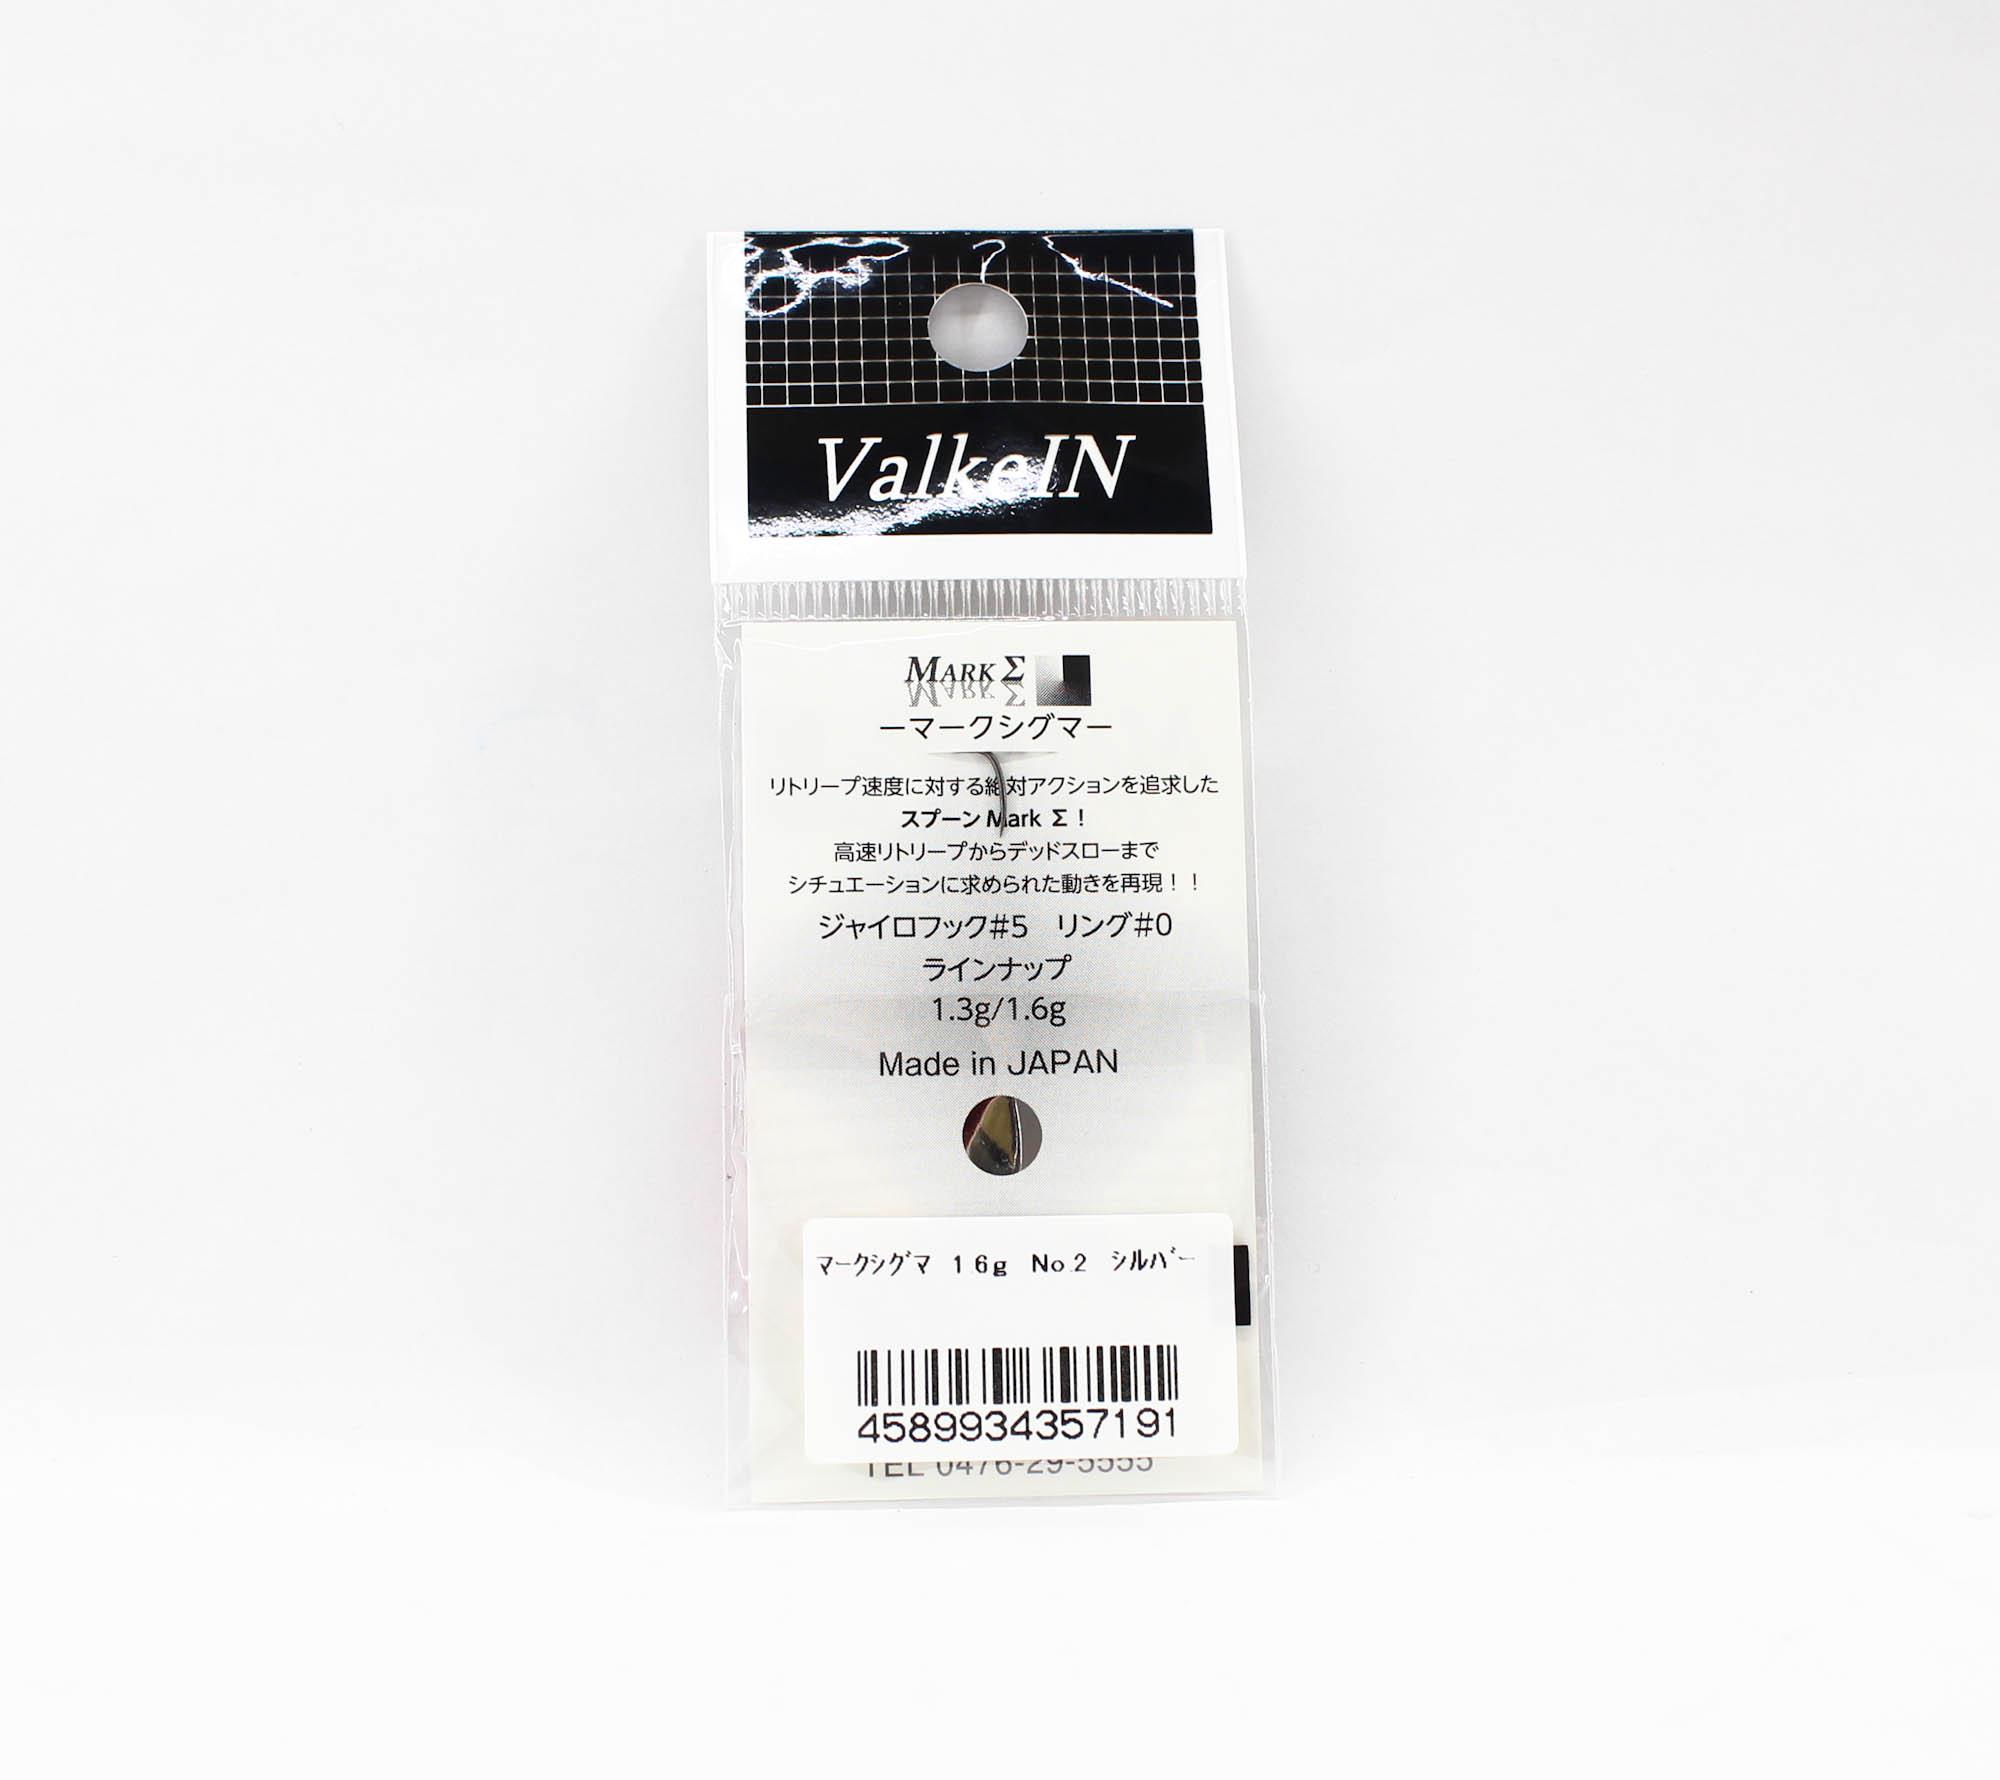 ValkeIN
MARK Σ
ーマークシグマー
リトリーブ速度に対する絶対アクションを追求した
スプーン Mark Σ！
高速リトリーブからデッドスローまで
シチュエーションに求められた動きを再現！！
ジャイロフック#5　リング#0
ラインナップ
1.3g/1.6g
Made in JAPAN
マークシグマ 1.6g No.2 シルバー
4589934357191
TEL 0476-29-5555